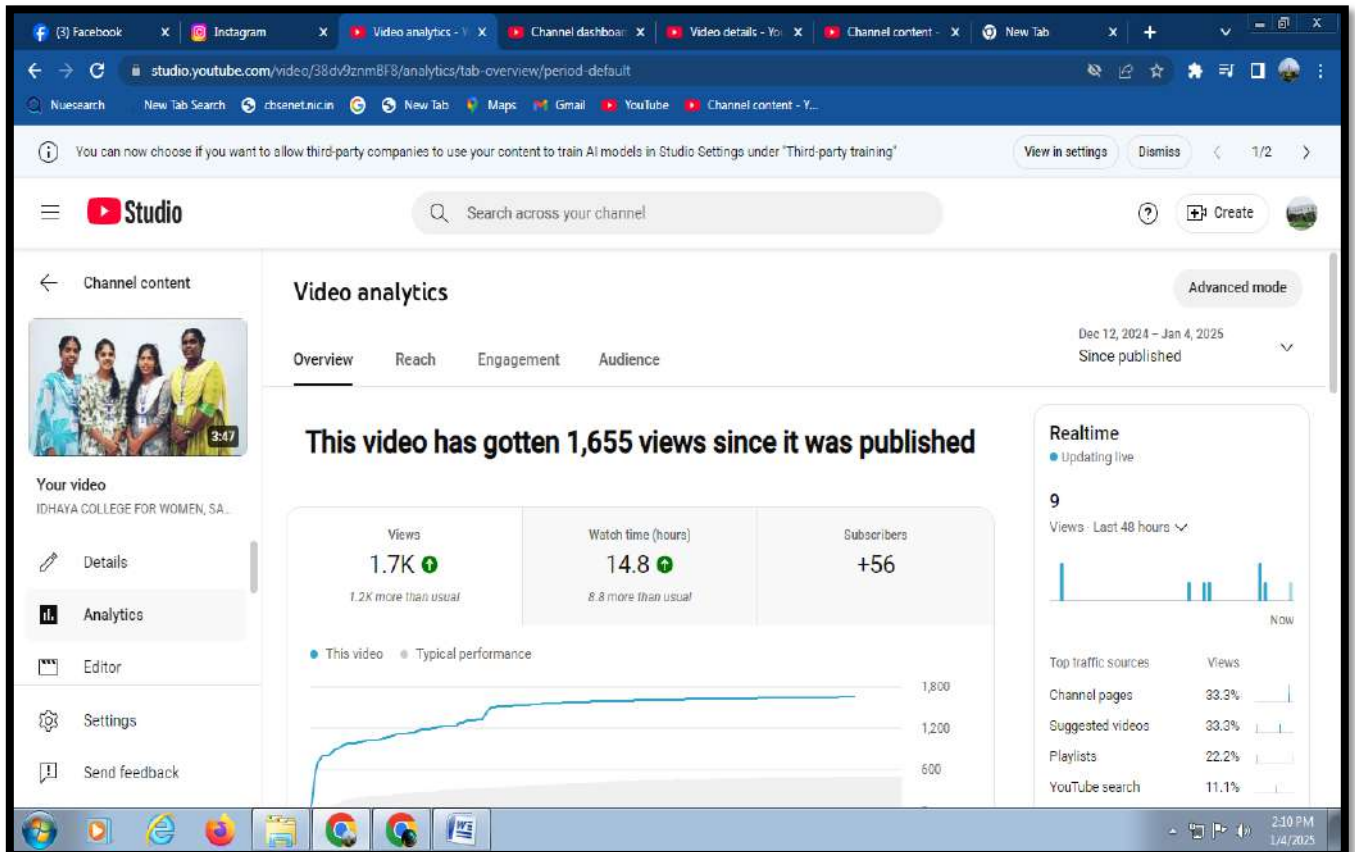 (3) Facebook X Instagram X Video analytics - Y X Channel dashboar X Video details - Yo X Channel content - X New Tab X + X
studio.youtube.com/video/38dv9znmBF8/analytics/tab-overview/period-default
Nuesearch New Tab Search cbsenet.nic.in New Tab Maps Gmail YouTube Channel content - Y...
You can now choose if you want to allow third-party companies to use your content to train AI models in Studio Settings under "Third-party training" View in settings Dismiss 1/2
Studio Search across your channel Create
Channel content
Video analytics Advanced mode
Dec 12, 2024 – Jan 4, 2025
Since published
Overview Reach Engagement Audience
3:47
This video has gotten 1,655 views since it was published
Realtime
Updating live
Your video
IDHAYA COLLEGE FOR WOMEN, SA...
9
Views · Last 48 hours
Details
Analytics
Editor
Settings
Send feedback
Views Watch time (hours) Subscribers
1.7K 14.8 +56
1.2K more than usual 8.8 more than usual
Now
This video Typical performance
1,800
1,200
600
Top traffic sources Views
Channel pages 33.3%
Suggested videos 33.3%
Playlists 22.2%
YouTube search 11.1%
2:10 PM
1/4/2025